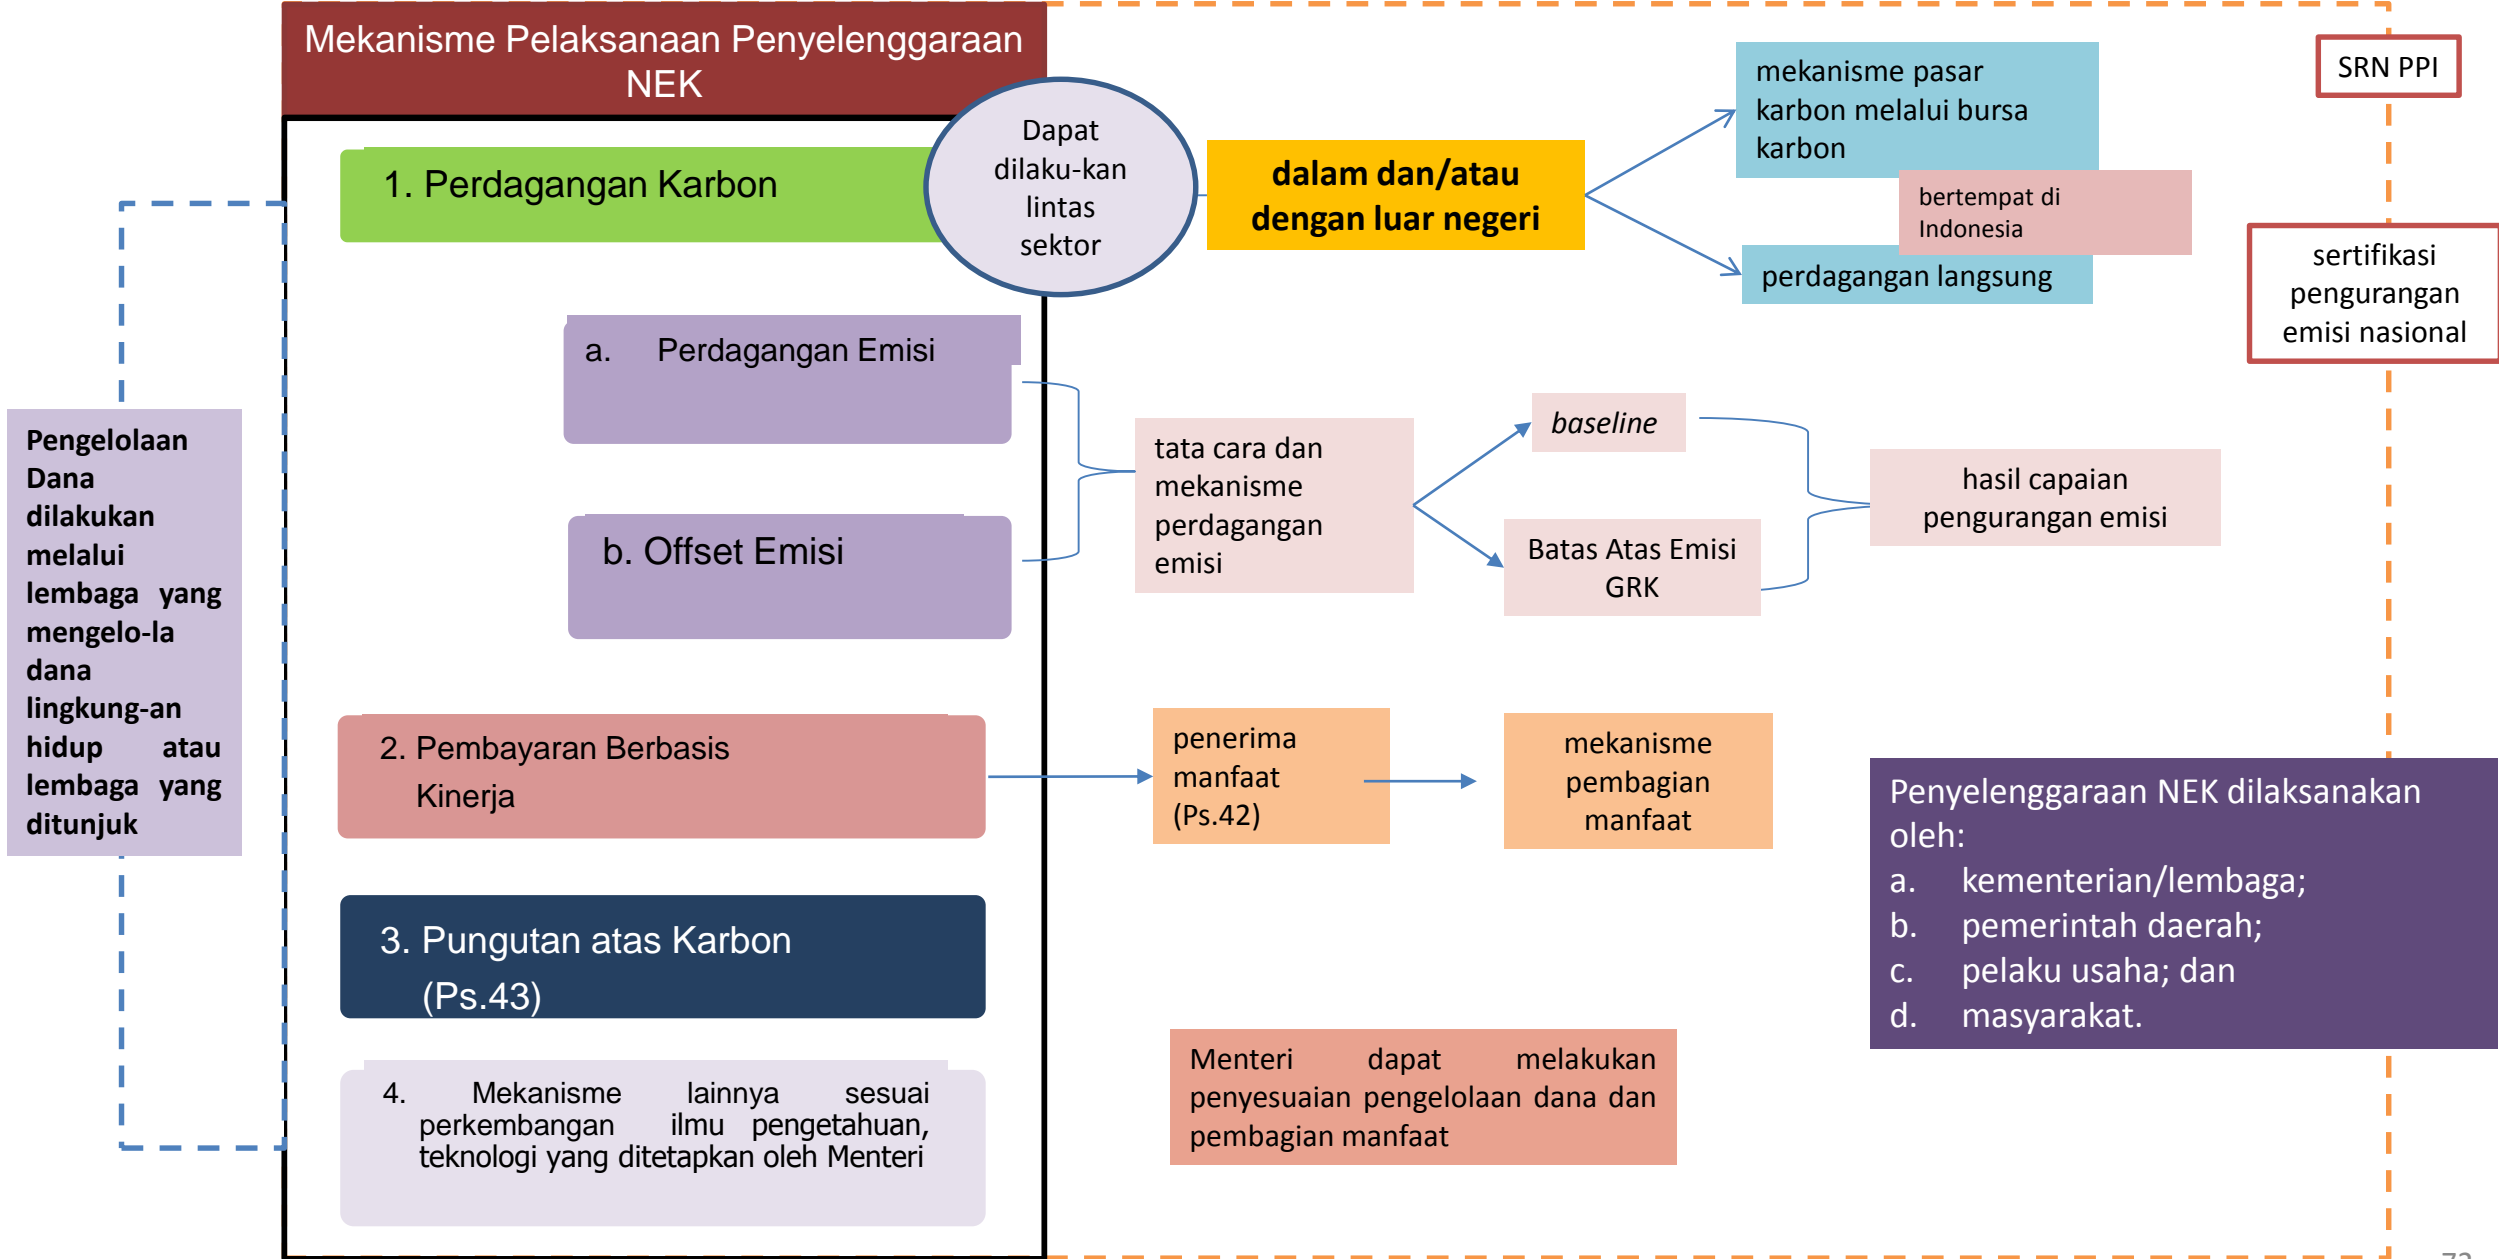 Mekanisme Pelaksanaan Penyelenggaraan
NEK
1. Perdagangan Karbon
Dapat
dilaku-kan
lintas
sektor
dalam dan/atau
dengan luar negeri
mekanisme pasar
karbon melalui bursa
karbon
bertempat di
Indonesia
perdagangan langsung
SRN PPI
sertifikasi
pengurangan
emisi nasional
a. Perdagangan Emisi
b. Offset Emisi
tata cara dan
mekanisme
perdagangan
emisi
baseline
Batas Atas Emisi
GRK
hasil capaian
pengurangan emisi
Pengelolaan
Dana
dilakukan
melalui
lembaga yang
mengelo-la
dana
lingkung-an
hidup atau
lembaga yang
ditunjuk
2. Pembayaran Berbasis
Kinerja
penerima
manfaat
(Ps.42)
mekanisme
pembagian
manfaat
3. Pungutan atas Karbon
(Ps.43)
Penyelenggaraan NEK dilaksanakan
oleh:
a. kementerian/lembaga;
b. pemerintah daerah;
c. pelaku usaha; dan
d. masyarakat.
4. Mekanisme lainnya sesuai
perkembangan ilmu pengetahuan,
teknologi yang ditetapkan oleh Menteri
Menteri dapat melakukan
penyesuaian pengelolaan dana dan
pembagian manfaat